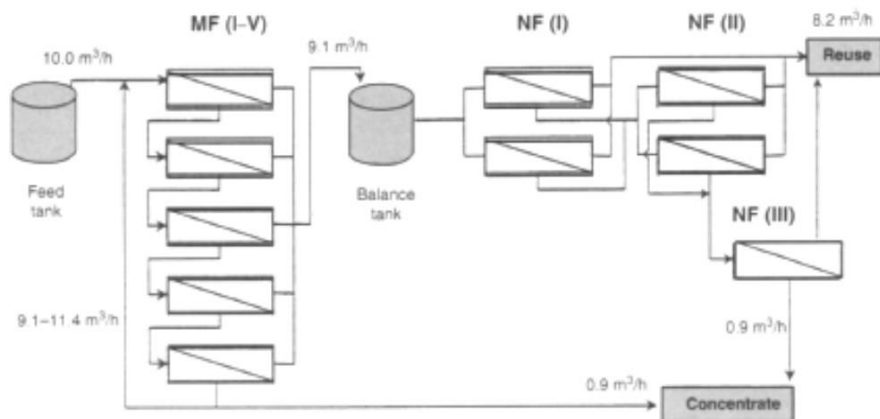 MF (I–V)
NF (I)
NF (II)
8.2 m³/h
10.0 m³/h
9.1 m³/h
Reuse
Feed
tank
Balance
tank
NF (III)
9.1–11.4 m³/h
0.9 m³/h
0.9 m³/h
Concentrate